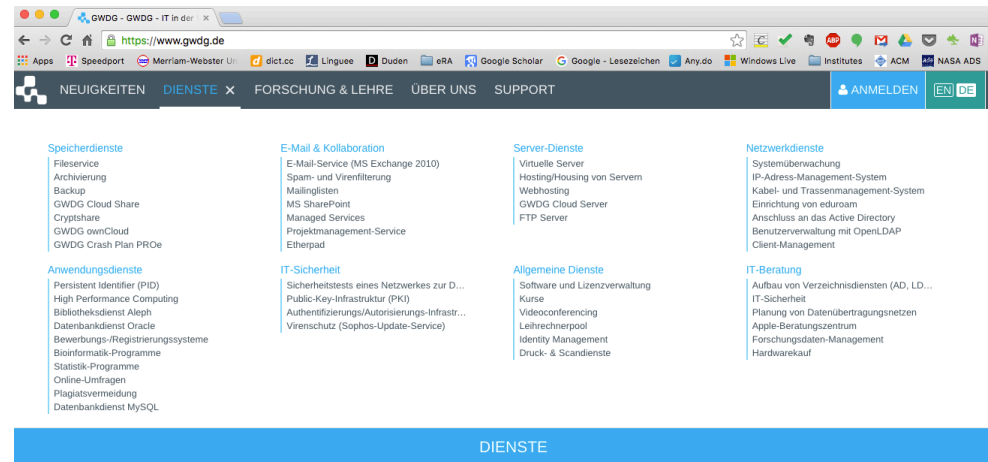 GWDG - GWDG - IT in der
https://www.gwdg.de
Apps Speedport Merriam-Webster Un dict.cc Linguee Duden eRA Google Scholar Google - Lesezeichen Any.do Windows Live Institutes ACM NASA ADS
NEUIGKEITEN DIENSTE × FORSCHUNG & LEHRE ÜBER UNS SUPPORT ANMELDEN EN DE
Speicherdienste
Fileservice
Archivierung
Backup
GWDG Cloud Share
Cryptshare
GWDG ownCloud
GWDG Crash Plan PROe
E-Mail & Kollaboration
E-Mail-Service (MS Exchange 2010)
Spam- und Virenfilterung
Mailinglisten
MS SharePoint
Managed Services
Projektmanagement-Service
Etherpad
Server-Dienste
Virtuelle Server
Hosting/Housing von Servern
Webhosting
GWDG Cloud Server
FTP Server
Netzwerkdienste
Systemüberwachung
IP-Adress-Management-System
Kabel- und Trassenmanagement-System
Einrichtung von eduroam
Anschluss an das Active Directory
Benutzerverwaltung mit OpenLDAP
Client-Management
Anwendungsdienste
Persistent Identifier (PID)
High Performance Computing
Bibliotheksdienst Aleph
Datenbankdienst Oracle
Bewerbungs-/Registrierungssysteme
Bioinformatik-Programme
Statistik-Programme
Online-Umfragen
Plagiatsvermeidung
Datenbankdienst MySQL
IT-Sicherheit
Sicherheitstests eines Netzwerkes zur D...
Public-Key-Infrastruktur (PKI)
Authentifizierungs/Autorisierungs-Infrastr...
Virenschutz (Sophos-Update-Service)
Allgemeine Dienste
Software und Lizenzverwaltung
Kurse
Videoconferencing
Leihrechnerpool
Identity Management
Druck- & Scandienste
IT-Beratung
Aufbau von Verzeichnisdiensten (AD, LD...
IT-Sicherheit
Planung von Datenübertragungsnetzen
Apple-Beratungszentrum
Forschungsdaten-Management
Hardwarekauf
DIENSTE